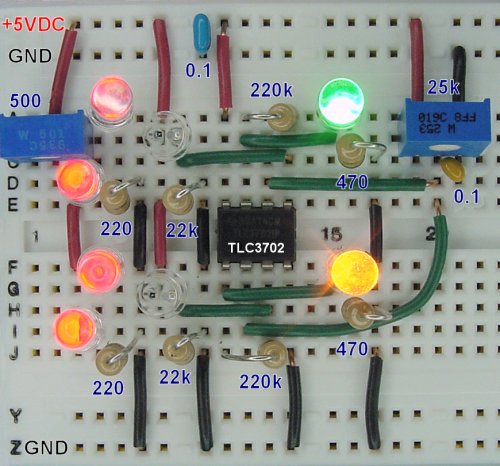 +5VDC
GND
0.1
220k
25k
500
W 253
470
0.1
D
E
220
22k
TLC3702
1
15
2
F
G
H
I
J
470
220
22k
220k
Y
Z GND